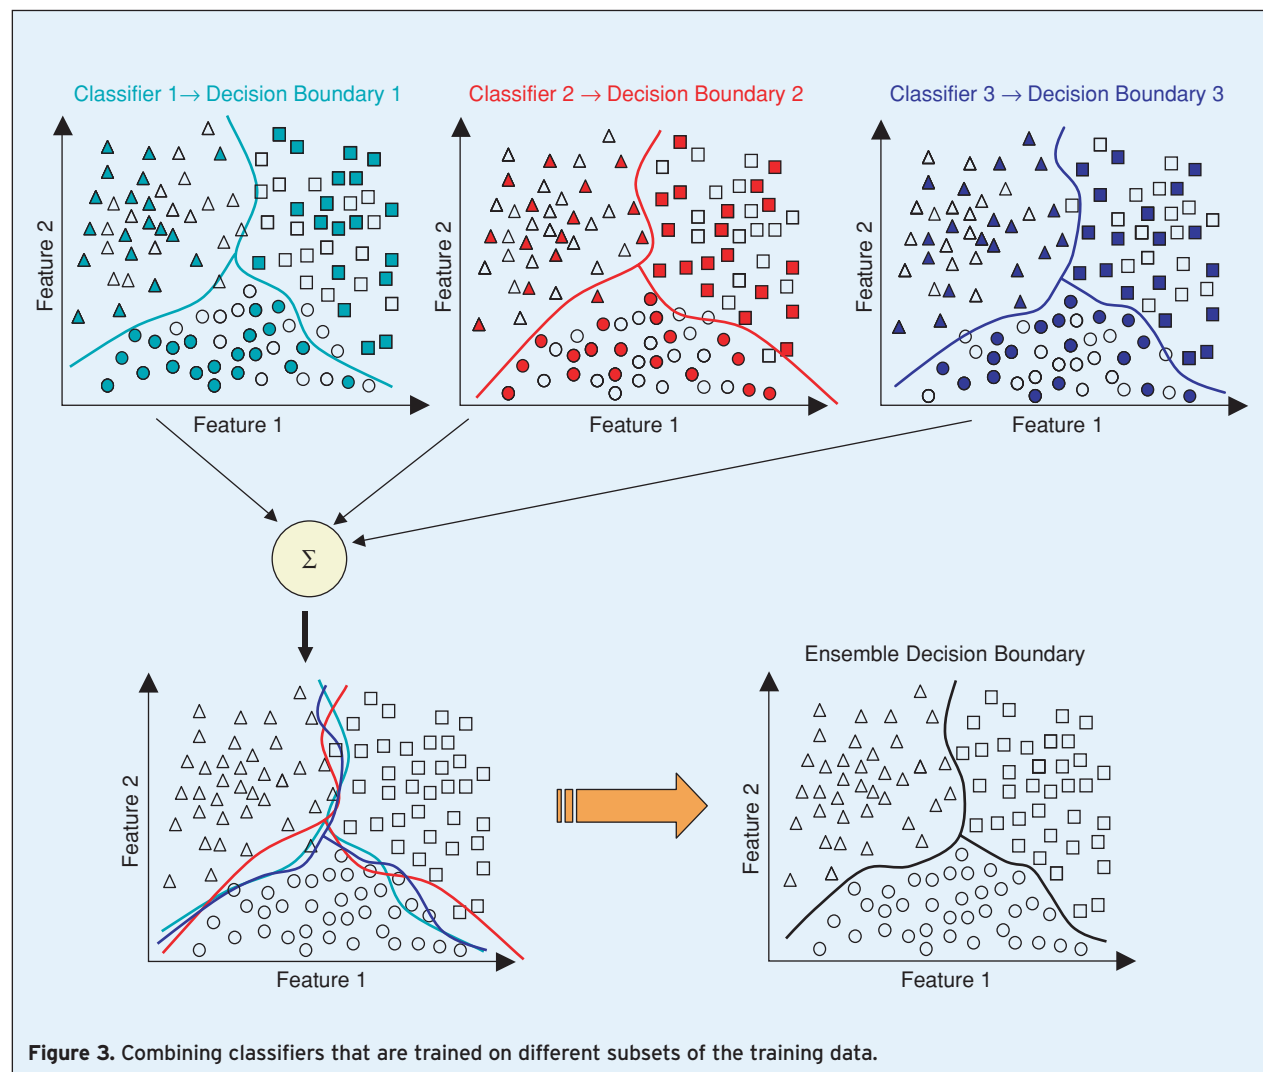 Classifier 1→ Decision Boundary 1
Classifier 2 → Decision Boundary 2
Classifier 3 → Decision Boundary 3
Feature 2
Feature 1
Feature 2
Feature 1
Feature 2
Feature 1
Σ
Feature 2
Feature 1
Ensemble Decision Boundary
Feature 2
Feature 1
Figure 3. Combining classifiers that are trained on different subsets of the training data.